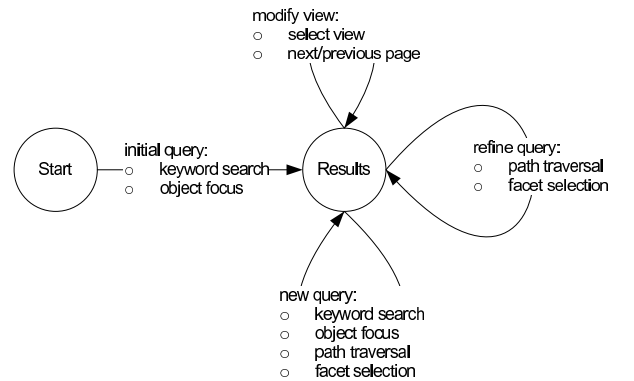 modify view:
○ select view
○ next/previous page
Start
initial query:
○ keyword search
○ object focus
Results
refine query:
○ path traversal
○ facet selection
new query:
○ keyword search
○ object focus
○ path traversal
○ facet selection